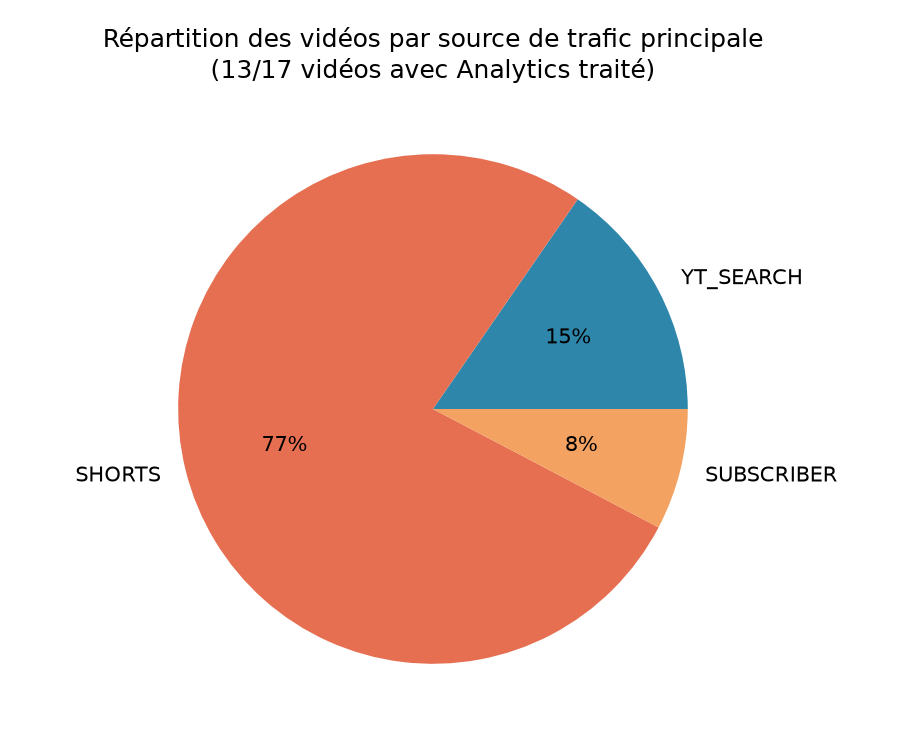 Répartition des vidéos par source de trafic principale
(13/17 vidéos avec Analytics traité)
YT_SEARCH
15%
77%
8%
SHORTS
SUBSCRIBER